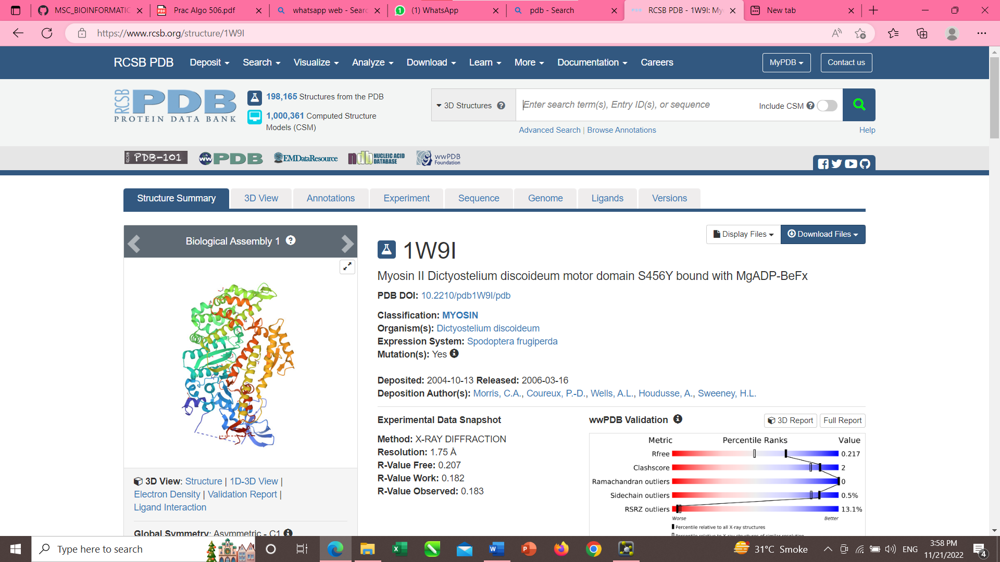 MSC_BIOINFORMATIC
Prac Algo 506.pdf
whatsapp web - Searc
(1) WhatsApp
pdb - Search
RCSB PDB - 1W9I: My
New tab
https://www.rcsb.org/structure/1W9I
RCSB PDB Deposit Search Visualize Analyze Download Learn More Documentation Careers MyPDB Contact us
RCSB PDB
PROTEIN DATA BANK
198,165 Structures from the PDB
1,000,361 Computed Structure
Models (CSM)
3D Structures Enter search term(s), Entry ID(s), or sequence Include CSM
Advanced Search | Browse Annotations Help
RCSB PDB-101 wwPDB EMDataResource ndb NUCLEIC ACID DATABASE wwPDB Foundation
Structure Summary 3D View Annotations Experiment Sequence Genome Ligands Versions
Biological Assembly 1
Display Files Download Files
1W9I
Myosin II Dictyostelium discoideum motor domain S456Y bound with MgADP-BeFx
PDB DOI: 10.2210/pdb1W9I/pdb
Classification: MYOSIN
Organism(s): Dictyostelium discoideum
Expression System: Spodoptera frugiperda
Mutation(s): Yes
Deposited: 2004-10-13 Released: 2006-03-16
Deposition Author(s): Morris, C.A., Coureux, P.-D., Wells, A.L., Houdusse, A., Sweeney, H.L.
Experimental Data Snapshot
Method: X-RAY DIFFRACTION
Resolution: 1.75 Å
R-Value Free: 0.207
R-Value Work: 0.182
R-Value Observed: 0.183
wwPDB Validation 3D Report Full Report
Metric Percentile Ranks Value
Rfree 0.217
Clashscore 2
Ramachandran outliers 0
Sidechain outliers 0.5%
RSRZ outliers 13.1%
Worse Better
Percentile relative to all X-ray structures
Percentile relative to X-ray structures of similar resolution
3D View: Structure | 1D-3D View |
Electron Density | Validation Report |
Ligand Interaction
Global Symmetry: Asymmetric - C1
Type here to search
31°C Smoke
ENG
3:58 PM
11/21/2022
4